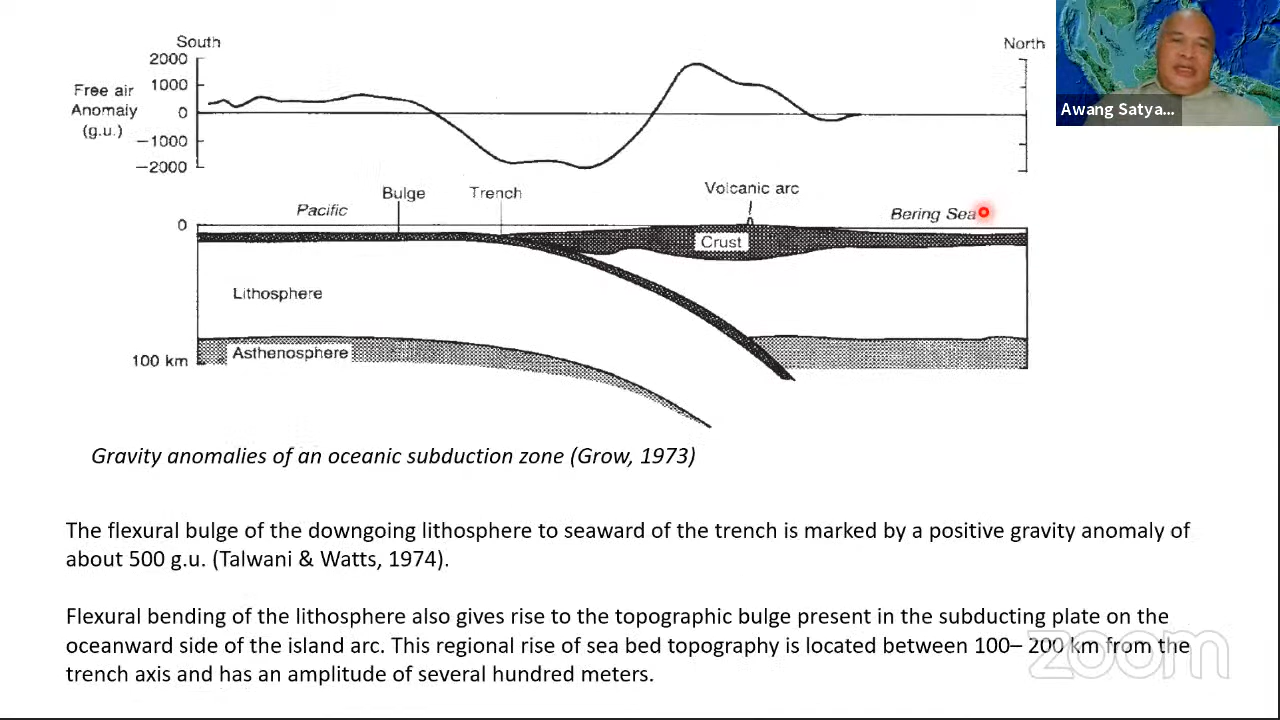 South
North
2000
1000
0
−1000
−2000
Free air
Anomaly
(g.u.)
Awang Satya...
Bulge
Trench
Volcanic arc
Pacific
Bering Sea
0
Crust
Lithosphere
Asthenosphere
100 km
Gravity anomalies of an oceanic subduction zone (Grow, 1973)
The flexural bulge of the downgoing lithosphere to seaward of the trench is marked by a positive gravity anomaly of
about 500 g.u. (Talwani & Watts, 1974).
Flexural bending of the lithosphere also gives rise to the topographic bulge present in the subducting plate on the
oceanward side of the island arc. This regional rise of sea bed topography is located between 100– 200 km from the
trench axis and has an amplitude of several hundred meters.
zoom